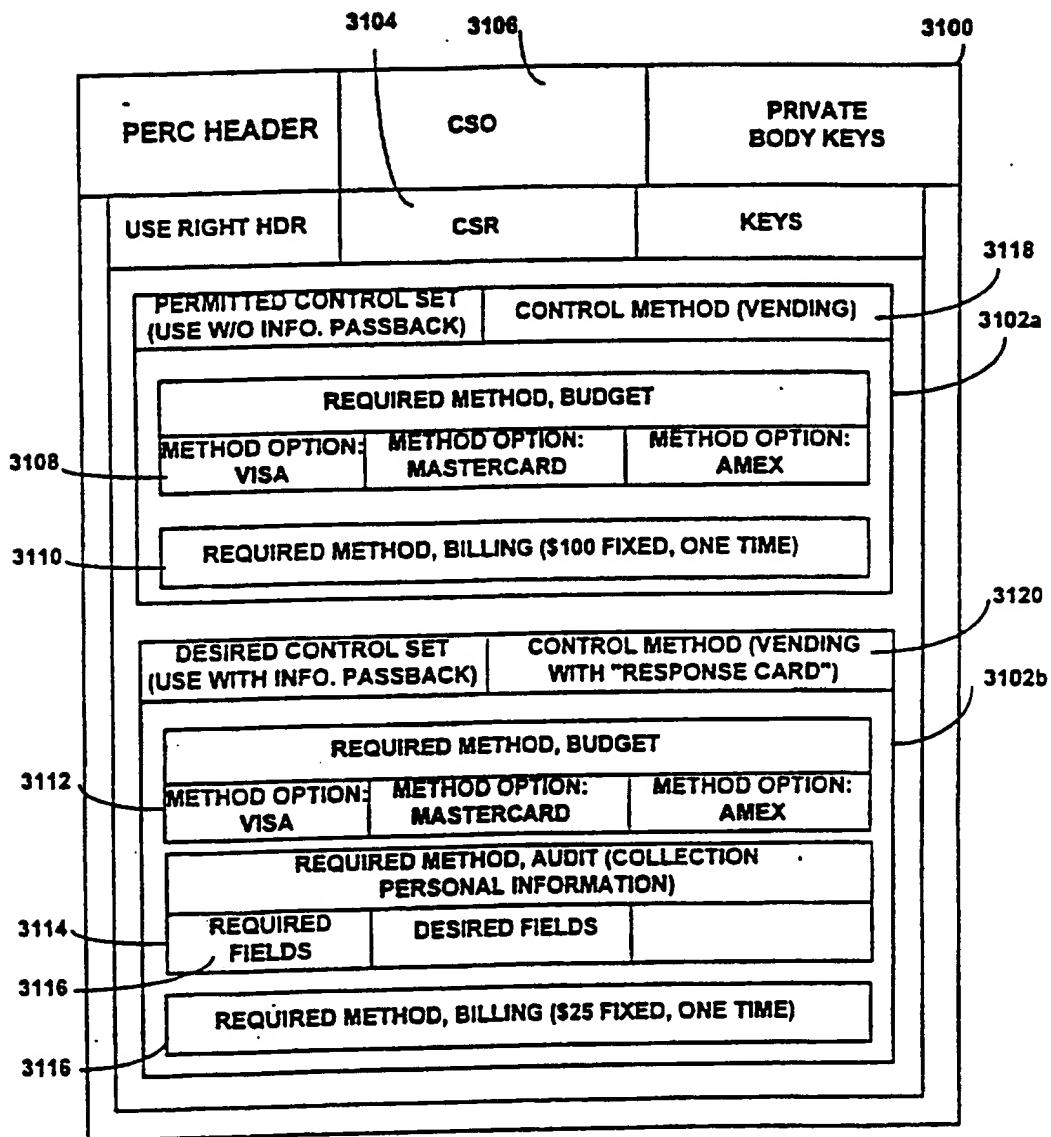 3104
3106
3100
PERC HEADER
CSO
PRIVATE
BODY KEYS
USE RIGHT HDR
CSR
KEYS
3118
PERMITTED CONTROL SET
(USE W/O INFO. PASSBACK)
CONTROL METHOD (VENDING)
3102a
REQUIRED METHOD, BUDGET
3108
METHOD OPTION:
VISA
METHOD OPTION:
MASTERCARD
METHOD OPTION:
AMEX
3110
REQUIRED METHOD, BILLING ($100 FIXED, ONE TIME)
3120
DESIRED CONTROL SET
(USE WITH INFO. PASSBACK)
CONTROL METHOD (VENDING
WITH "RESPONSE CARD")
3102b
REQUIRED METHOD, BUDGET
3112
METHOD OPTION:
VISA
METHOD OPTION:
MASTERCARD
METHOD OPTION:
AMEX
REQUIRED METHOD, AUDIT (COLLECTION
PERSONAL INFORMATION)
3114
REQUIRED
FIELDS
DESIRED FIELDS
3116
REQUIRED METHOD, BILLING ($25 FIXED, ONE TIME)
3116